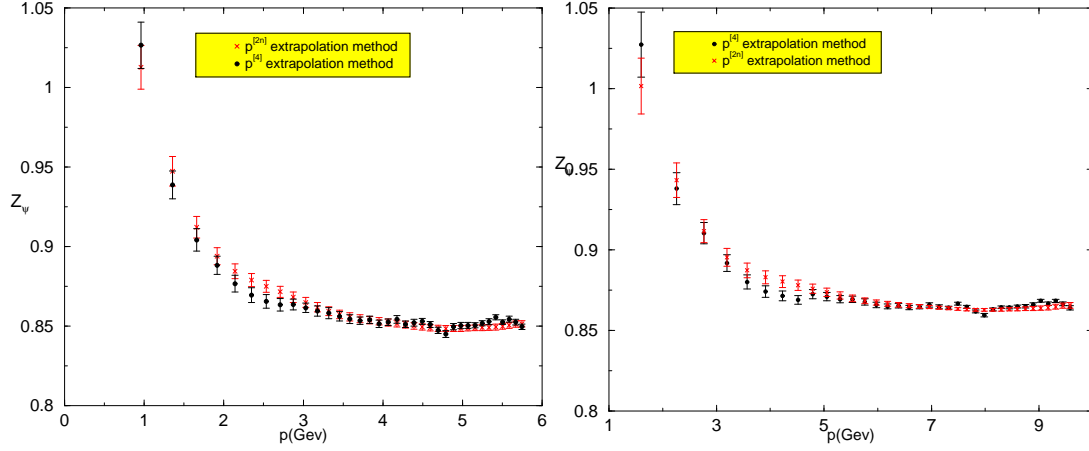 1.05
1
0.95
0.9
0.85
0.8
Z_ψ
p^[2n] extrapolation method
p^[4] extrapolation method
0 1 2 3 4 5 6
p(Gev)
1.05
1
0.95
0.9
0.85
0.8
Z
p^[4] extrapolation method
p^[2n] extrapolation method
1 3 5 7 9
p(Gev)